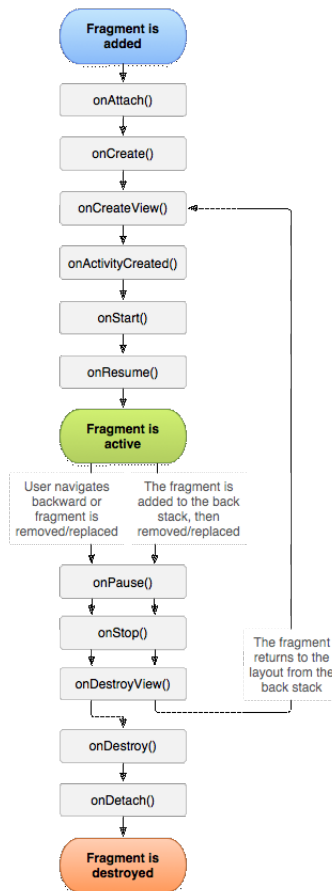 Fragment is
added
onAttach()
onCreate()
onCreateView()
onActivityCreated()
onStart()
onResume()
Fragment is
active
User navigates
backward or
fragment is
removed/replaced
The fragment is
added to the back
stack, then
removed/replaced
onPause()
onStop()
onDestroyView()
The fragment
returns to the
layout from the
back stack
onDestroy()
onDetach()
Fragment is
destroyed